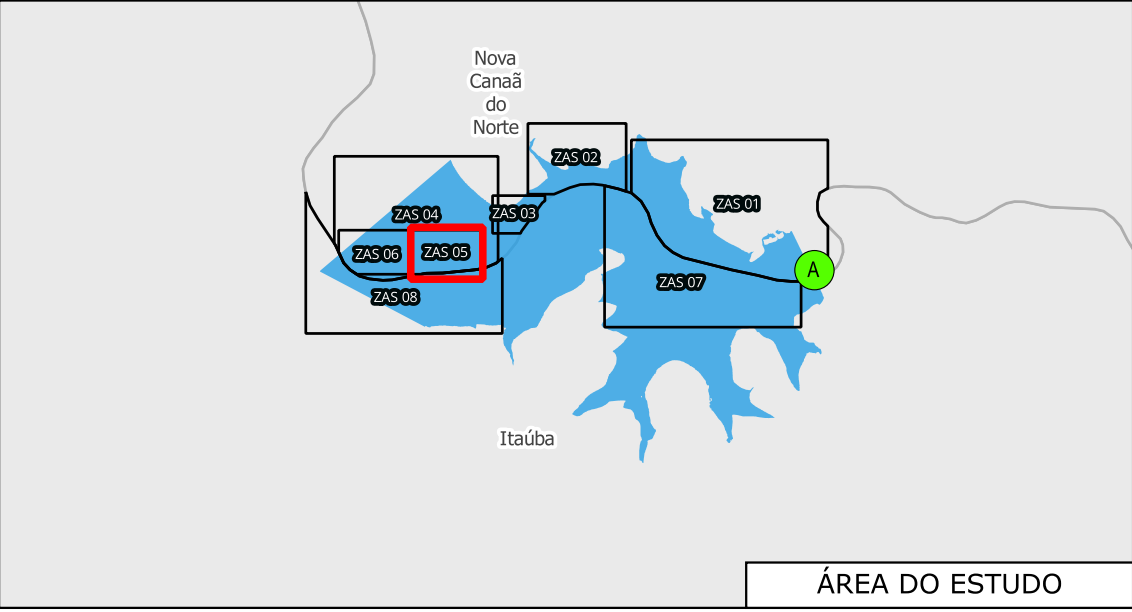 Nova
Canaã
do
Norte
ZAS 02
ZAS 01
ZAS 04
ZAS 03
ZAS 06
ZAS 05
A
ZAS 07
ZAS 08
Itaúba
ÁREA DO ESTUDO